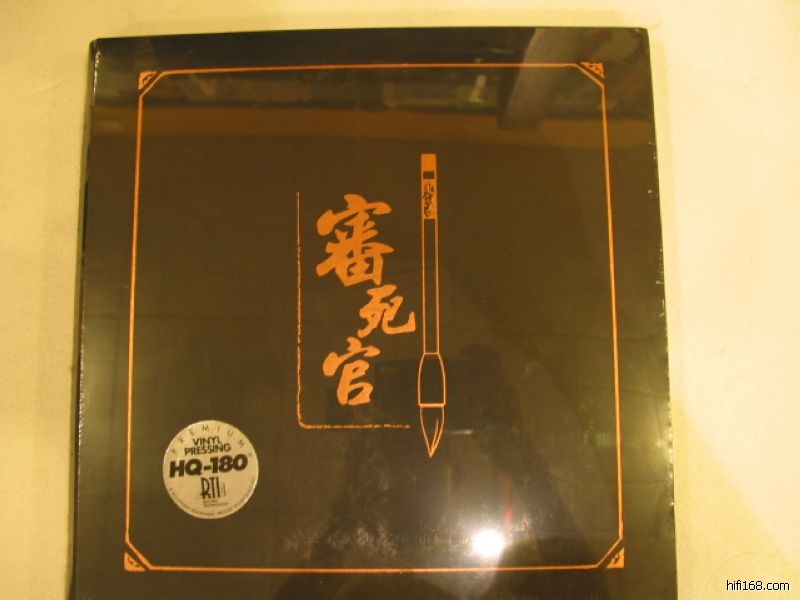 審死官
PREMIUM
VINYL
PRESSING
HQ-180
RTI
hifi168.com